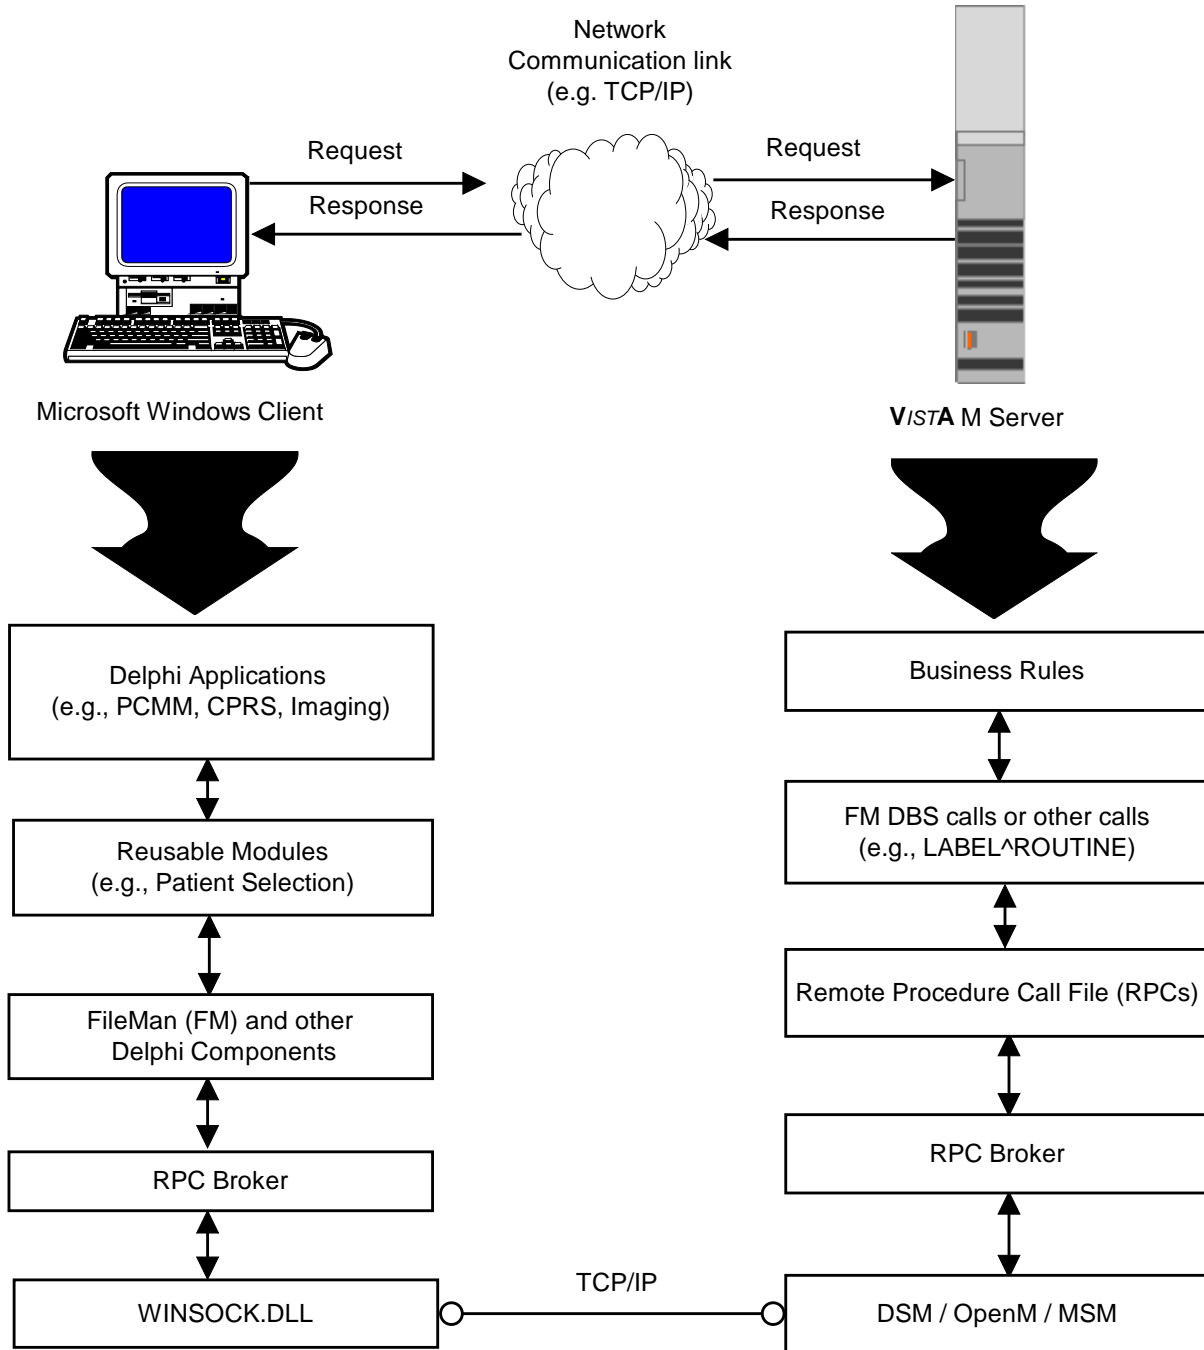 Network
Communication link
(e.g. TCP/IP)
Request
Request
Response
Response
Microsoft Windows Client
VISTA M Server
Delphi Applications
(e.g., PCMM, CPRS, Imaging)
Business Rules
Reusable Modules
(e.g., Patient Selection)
FM DBS calls or other calls
(e.g., LABEL^ROUTINE)
FileMan (FM) and other
Delphi Components
Remote Procedure Call File (RPCs)
RPC Broker
RPC Broker
WINSOCK.DLL
TCP/IP
DSM / OpenM / MSM